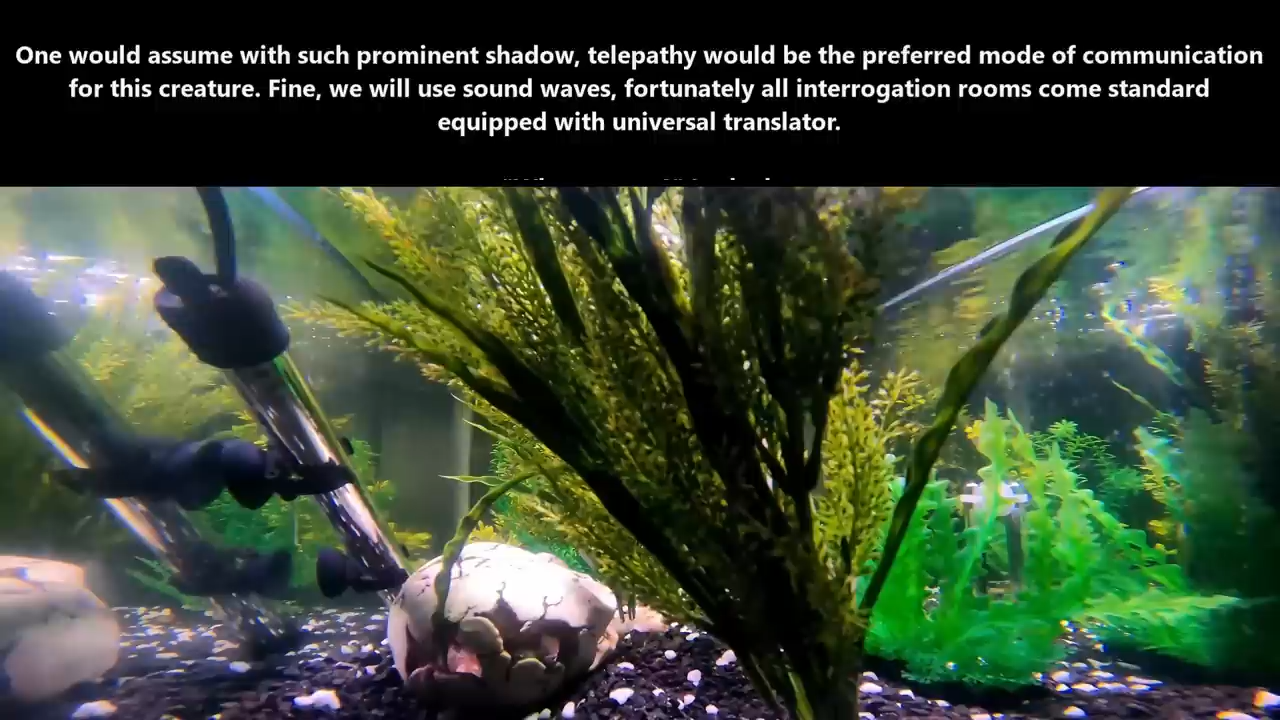 One would assume with such prominent shadow, telepathy would be the preferred mode of communication
for this creature. Fine, we will use sound waves, fortunately all interrogation rooms come standard
equipped with universal translator.